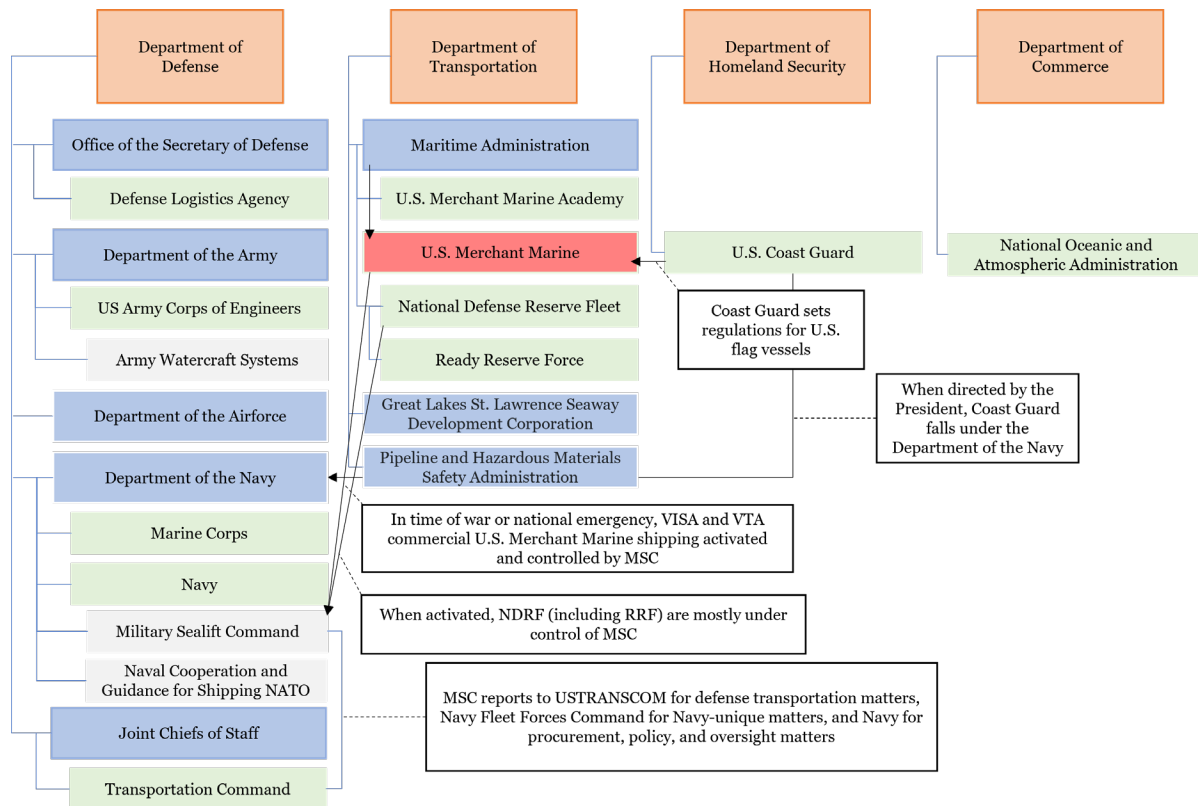 Department of
Defense
Department of
Transportation
Department of
Homeland Security
Department of
Commerce
Office of the Secretary of Defense
Maritime Administration
Defense Logistics Agency
U.S. Merchant Marine Academy
Department of the Army
U.S. Merchant Marine
U.S. Coast Guard
National Oceanic and
Atmospheric Administration
US Army Corps of Engineers
National Defense Reserve Fleet
Coast Guard sets
regulations for U.S.
flag vessels
Army Watercraft Systems
Ready Reserve Force
Department of the Airforce
Great Lakes St. Lawrence Seaway
Development Corporation
When directed by the
President, Coast Guard
falls under the
Department of the Navy
Department of the Navy
Pipeline and Hazardous Materials
Safety Administration
Marine Corps
In time of war or national emergency, VISA and VTA
commercial U.S. Merchant Marine shipping activated
and controlled by MSC
Navy
Military Sealift Command
When activated, NDRF (including RRF) are mostly under
control of MSC
Naval Cooperation and
Guidance for Shipping NATO
MSC reports to USTRANSCOM for defense transportation matters,
Navy Fleet Forces Command for Navy-unique matters, and Navy for
procurement, policy, and oversight matters
Joint Chiefs of Staff
Transportation Command